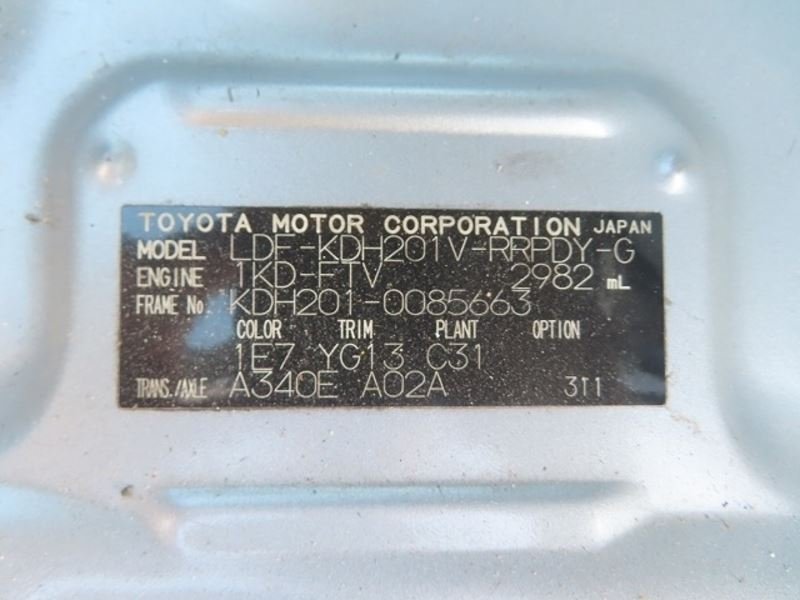 TOYOTA MOTOR CORPORATION JAPAN
MODEL LDF-KDH201V-RRPDY-G
ENGINE 1KD-FTV 2982 mL
FRAME No. KDH201-0085663
COLOR TRIM PLANT OPTION
1E7 YG13 C31
TRANS./AXLE A340E A02A 311